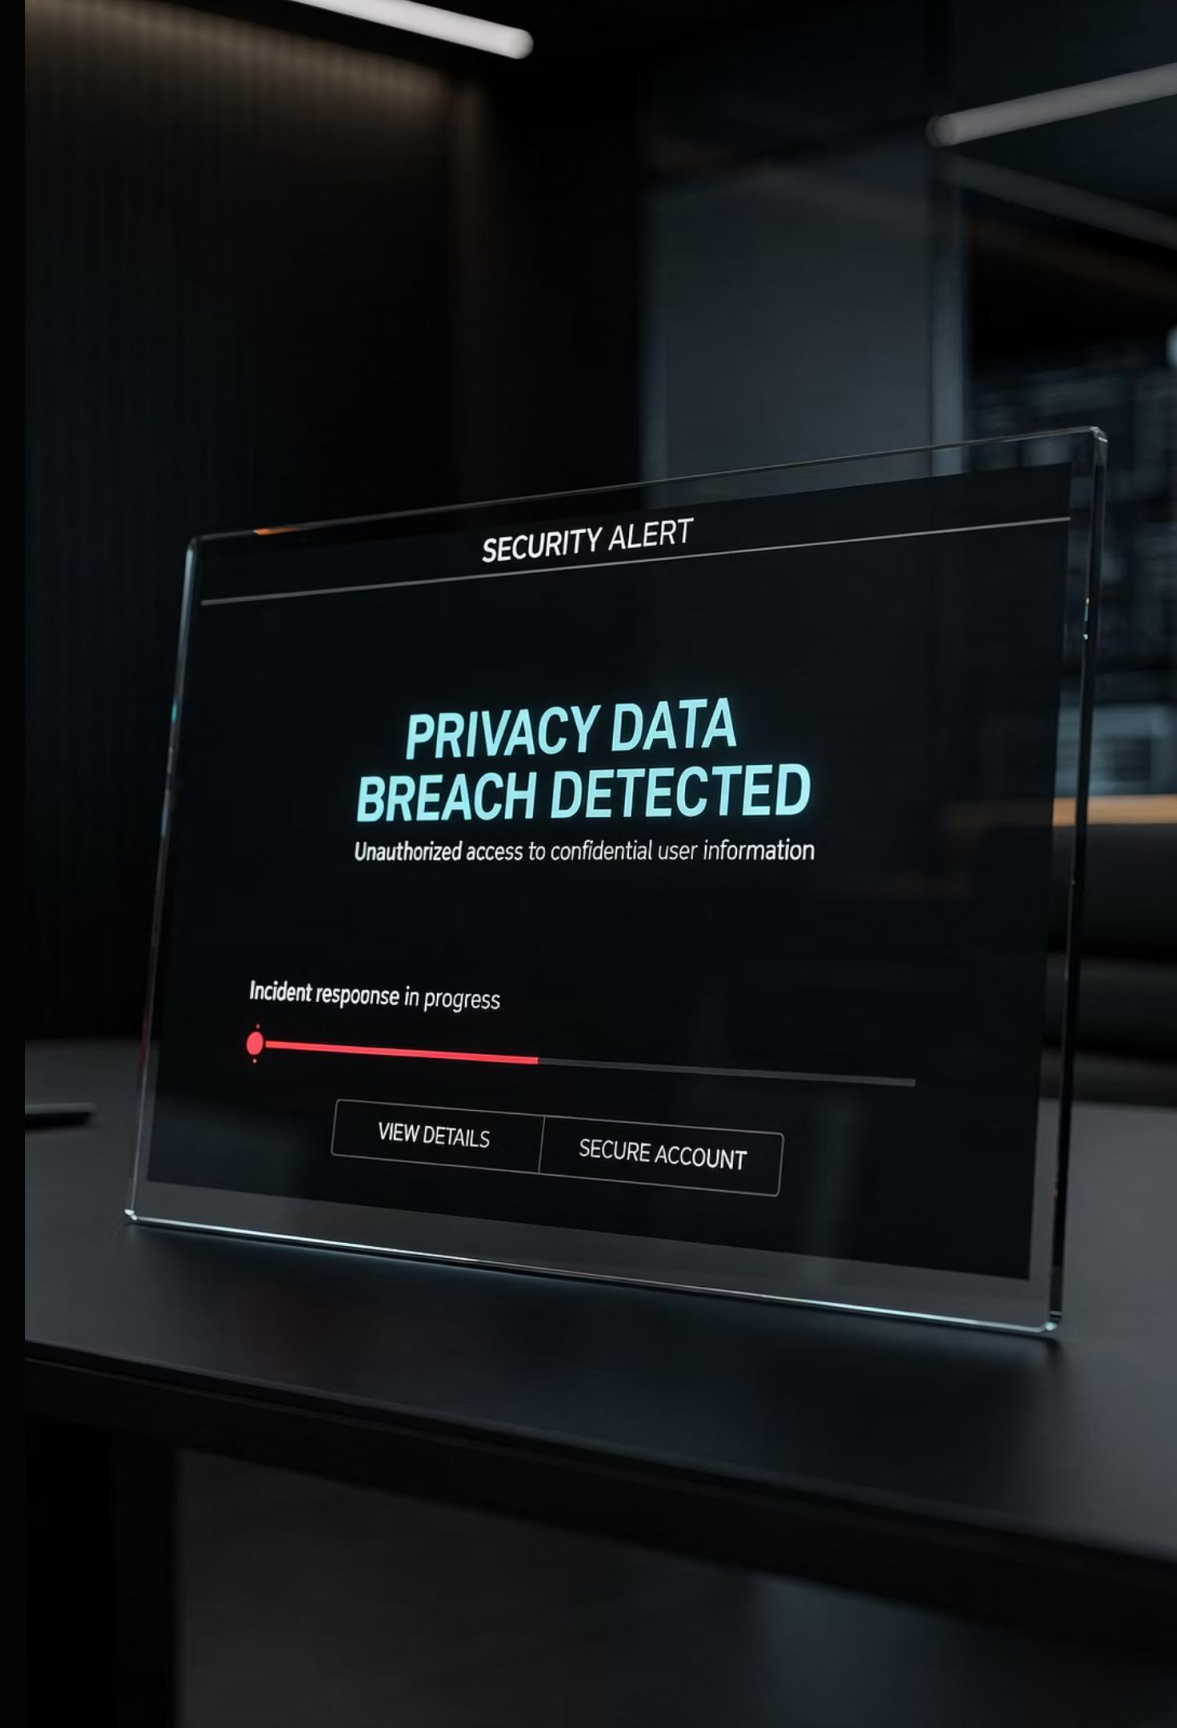 SECURITY ALERT
PRIVACY DATA
BREACH DETECTED
Unauthorized access to confidential user information
Incident respoonse in progress
VIEW DETAILS
SECURE ACCOUNT